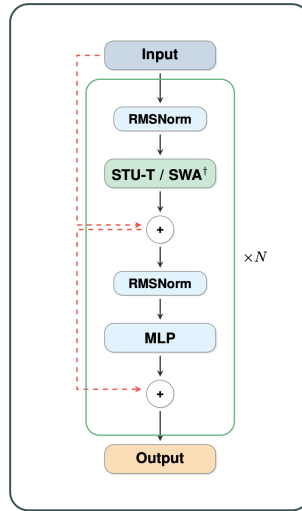 Input
RMSNorm
STU-T / SWA†
+
×N
RMSNorm
MLP
+
Output